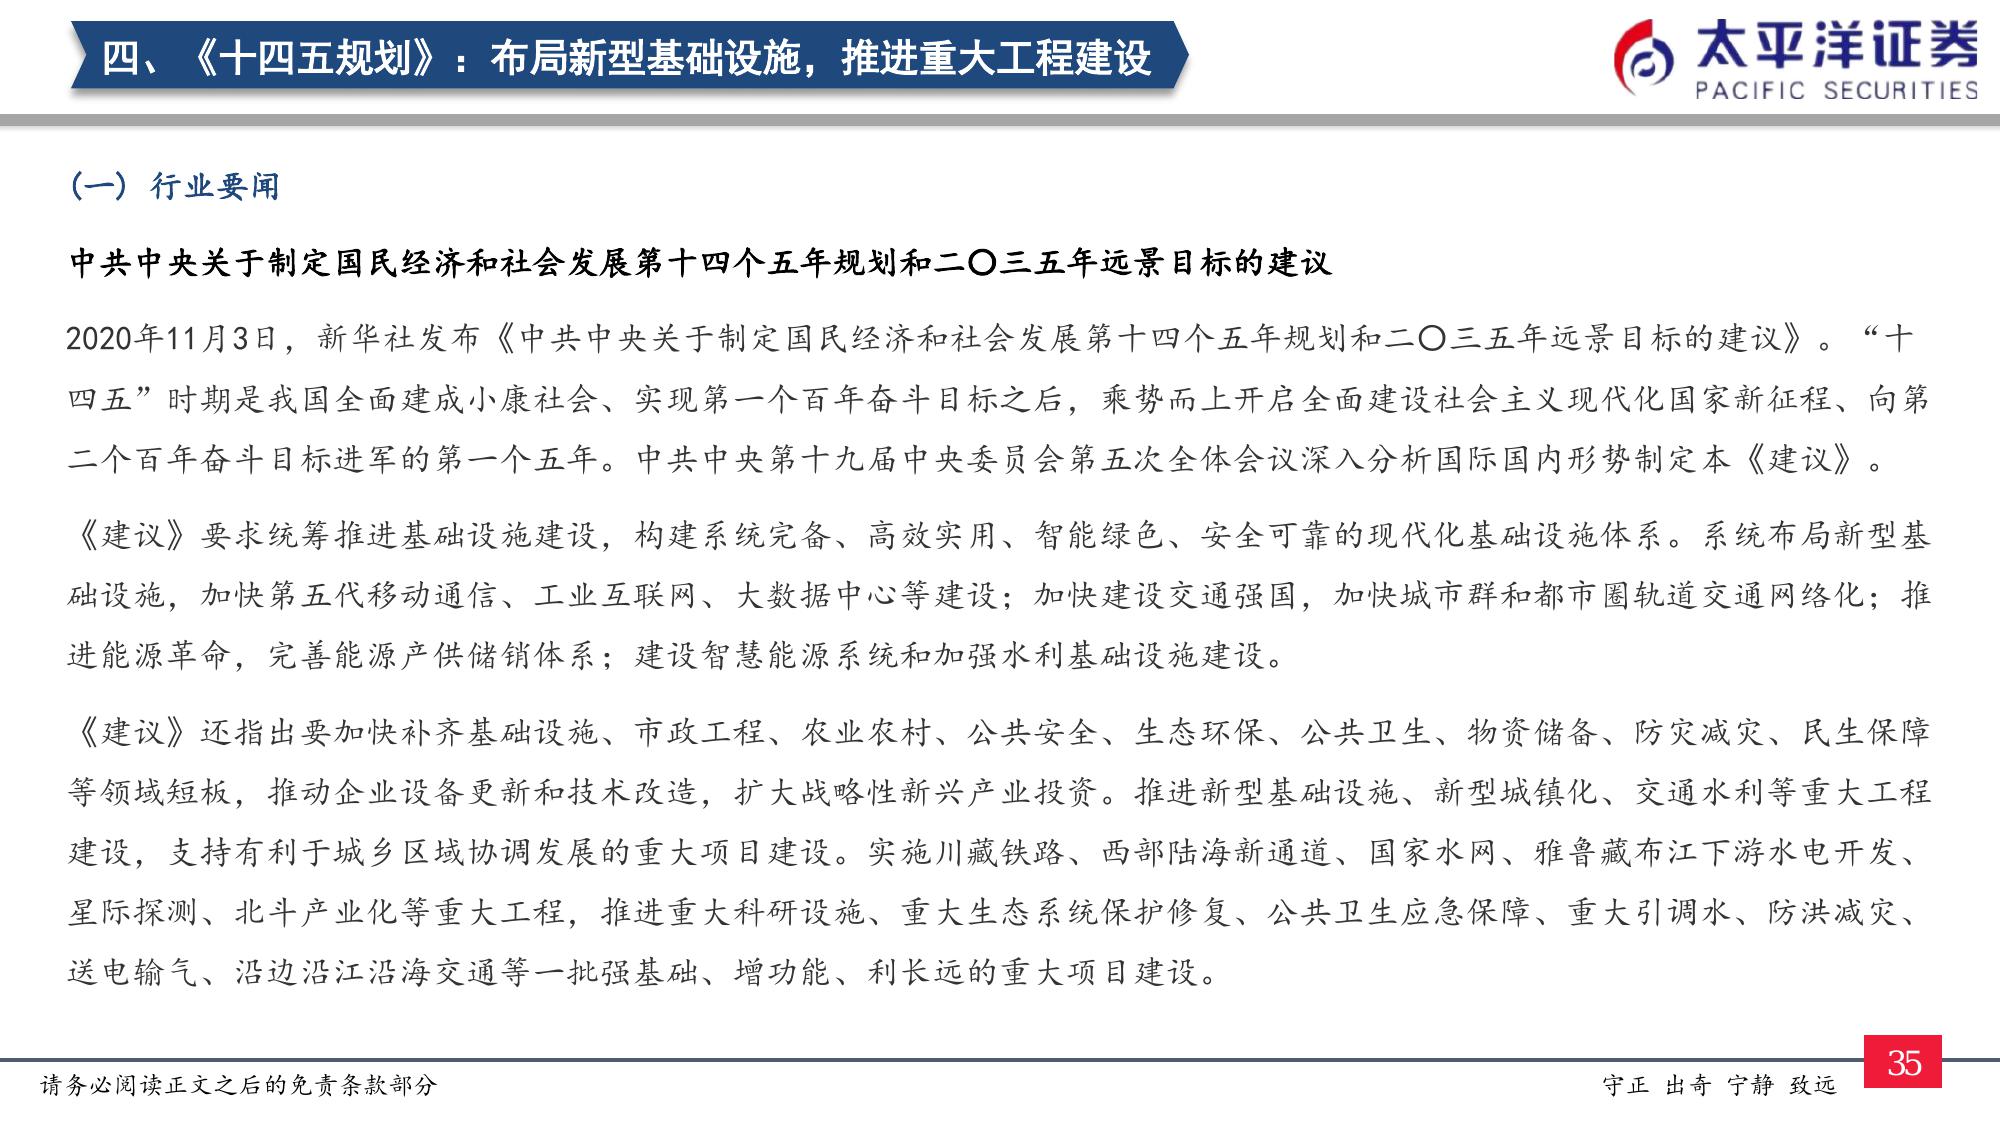 四、《十四五规划》：布局新型基础设施，推进重大工程建设
太平洋证券
PACIFIC SECURITIES
(一) 行业要闻
中共中央关于制定国民经济和社会发展第十四个五年规划和二〇三五年远景目标的建议
2020年11月3日，新华社发布《中共中央关于制定国民经济和社会发展第十四个五年规划和二〇三五年远景目标的建议》。“十
四五”时期是我国全面建成小康社会、实现第一个百年奋斗目标之后，乘势而上开启全面建设社会主义现代化国家新征程、向第
二个百年奋斗目标进军的第一个五年。中共中央第十九届中央委员会第五次全体会议深入分析国际国内形势制定本《建议》。
《建议》要求统筹推进基础设施建设，构建系统完备、高效实用、智能绿色、安全可靠的现代化基础设施体系。系统布局新型基
础设施，加快第五代移动通信、工业互联网、大数据中心等建设；加快建设交通强国，加快城市群和都市圈轨道交通网络化；推
进能源革命，完善能源产供储销体系；建设智慧能源系统和加强水利基础设施建设。
《建议》还指出要加快补齐基础设施、市政工程、农业农村、公共安全、生态环保、公共卫生、物资储备、防灾减灾、民生保障
等领域短板，推动企业设备更新和技术改造，扩大战略性新兴产业投资。推进新型基础设施、新型城镇化、交通水利等重大工程
建设，支持有利于城乡区域协调发展的重大项目建设。实施川藏铁路、西部陆海新通道、国家水网、雅鲁藏布江下游水电开发、
星际探测、北斗产业化等重大工程，推进重大科研设施、重大生态系统保护修复、公共卫生应急保障、重大引调水、防洪减灾、
送电输气、沿边沿江沿海交通等一批强基础、增功能、利长远的重大项目建设。
请务必阅读正文之后的免责条款部分
守正 出奇 宁静 致远
35